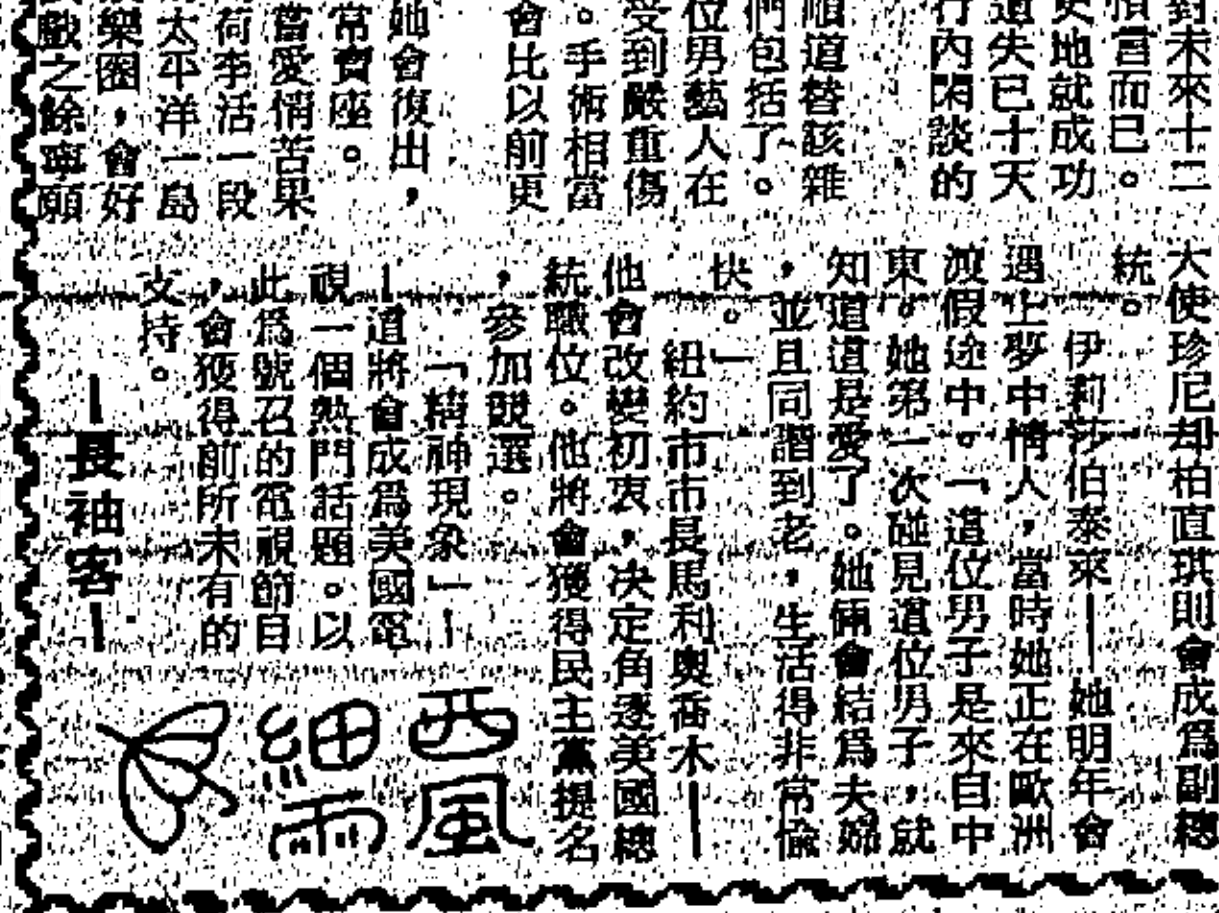 對未來十二
而已。
史地就成功
道失已十天
行內閑談的
順道替該雜
們包括了。
位男藝人在
受到嚴重傷
。手術相當
會比以前更
她會復出，
常寶座。
當愛情苦果
荷李活一段
太平洋一島
樂圈，會好
戲之餘寧願
大使珍尼却柏直琪則會成爲副總
統。
伊莉莎伯泰來——她明年會
遇上夢中情人，當時她正在歐洲
渡假途中。「這位男子是來自中
東。她第一次碰見這位男子，就
知道這是愛了。她倆會結爲夫婦
，並且同諧到老，生活得非常愉
快。」
紐約市市長馬利奧喬木——
他會改變初衷，决定角逐美國總
統職位。他將會獲得民主黨提名
，參加競選。
「精神現象」—
—這將會成爲美國電
視一個熱門話題。以
此爲號召的電視節目
，會獲得前所未有的
支持。
—長袖客—
西風
細雨